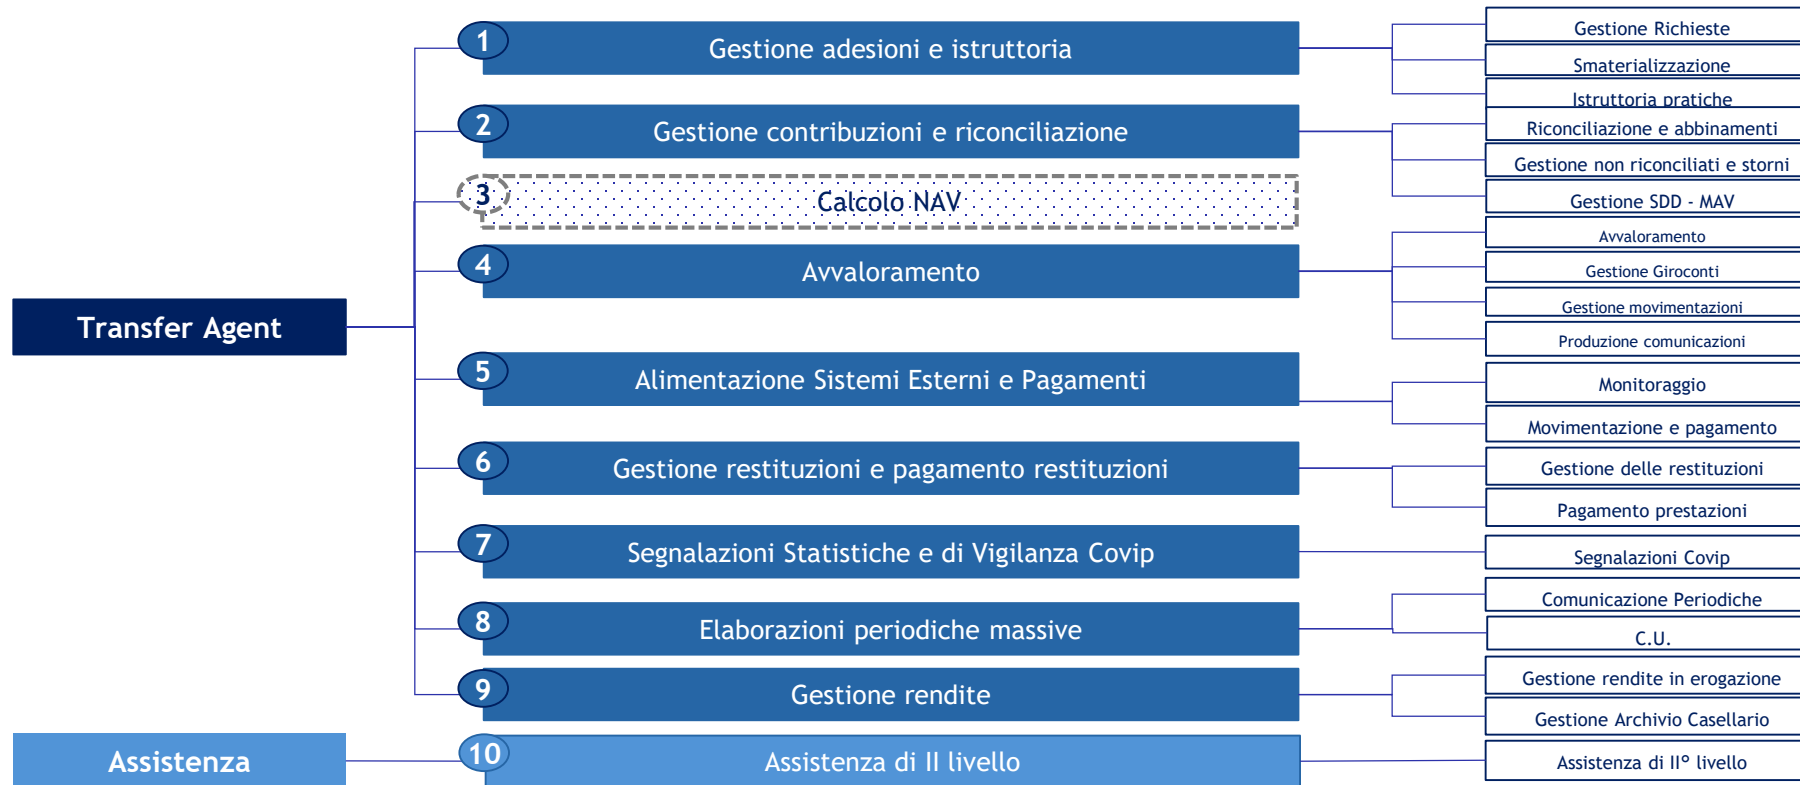 Transfer Agent
1
Gestione adesioni e istruttoria
Gestione Richieste
Smaterializzazione
Istruttoria pratiche
2
Gestione contribuzioni e riconciliazione
Riconciliazione e abbinamenti
Gestione non riconciliati e storni
Gestione SDD - MAV
3
Calcolo NAV
4
Avvaloramento
Avvaloramento
Gestione Giroconti
Gestione movimentazioni
Produzione comunicazioni
5
Alimentazione Sistemi Esterni e Pagamenti
Monitoraggio
Movimentazione e pagamento
6
Gestione restituzioni e pagamento restituzioni
Gestione delle restituzioni
Pagamento prestazioni
7
Segnalazioni Statistiche e di Vigilanza Covip
Segnalazioni Covip
8
Elaborazioni periodiche massive
Comunicazione Periodiche
C.U.
9
Gestione rendite
Gestione rendite in erogazione
Gestione Archivio Casellario
Assistenza
10
Assistenza di II livello
Assistenza di II° livello